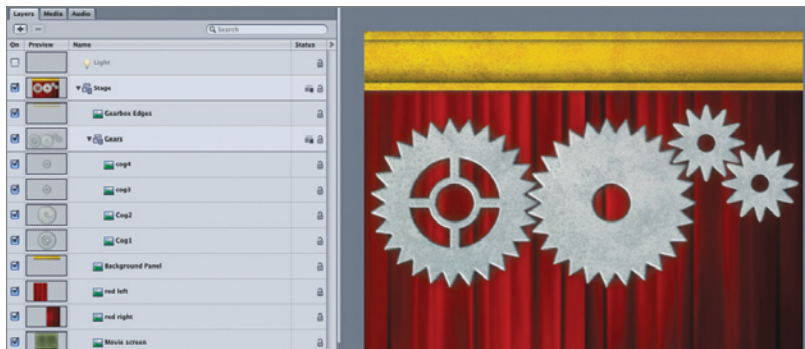 Layers Media Audio
Search
On Preview Name Status
Light
Stage
Gearbox Edges
Gears
cog4
cog3
Cog2
Cog1
Background Panel
red left
red right
Movie screen